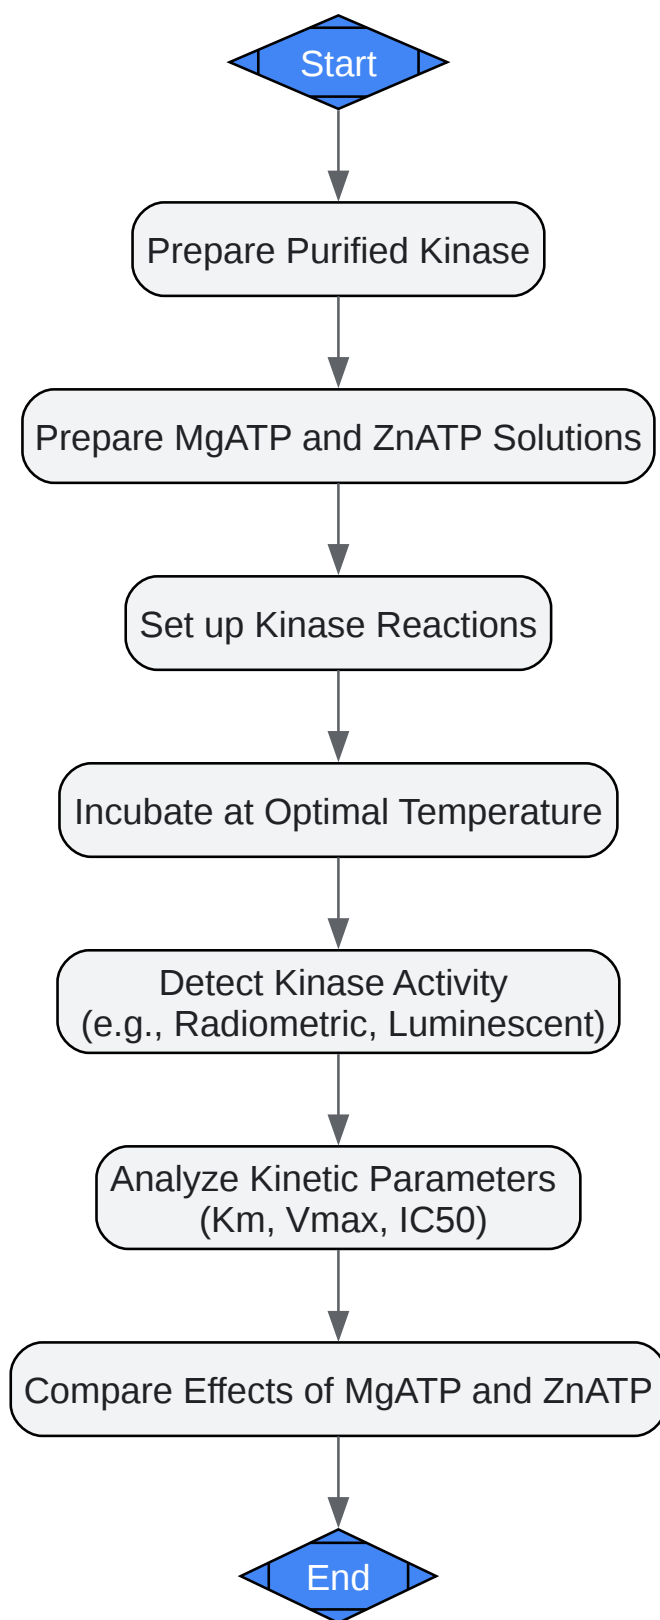 Start
Prepare Purified Kinase
Prepare MgATP and ZnATP Solutions
Set up Kinase Reactions
Incubate at Optimal Temperature
Detect Kinase Activity
(e.g., Radiometric, Luminescent)
Analyze Kinetic Parameters
(Km, Vmax, IC50)
Compare Effects of MgATP and ZnATP
End